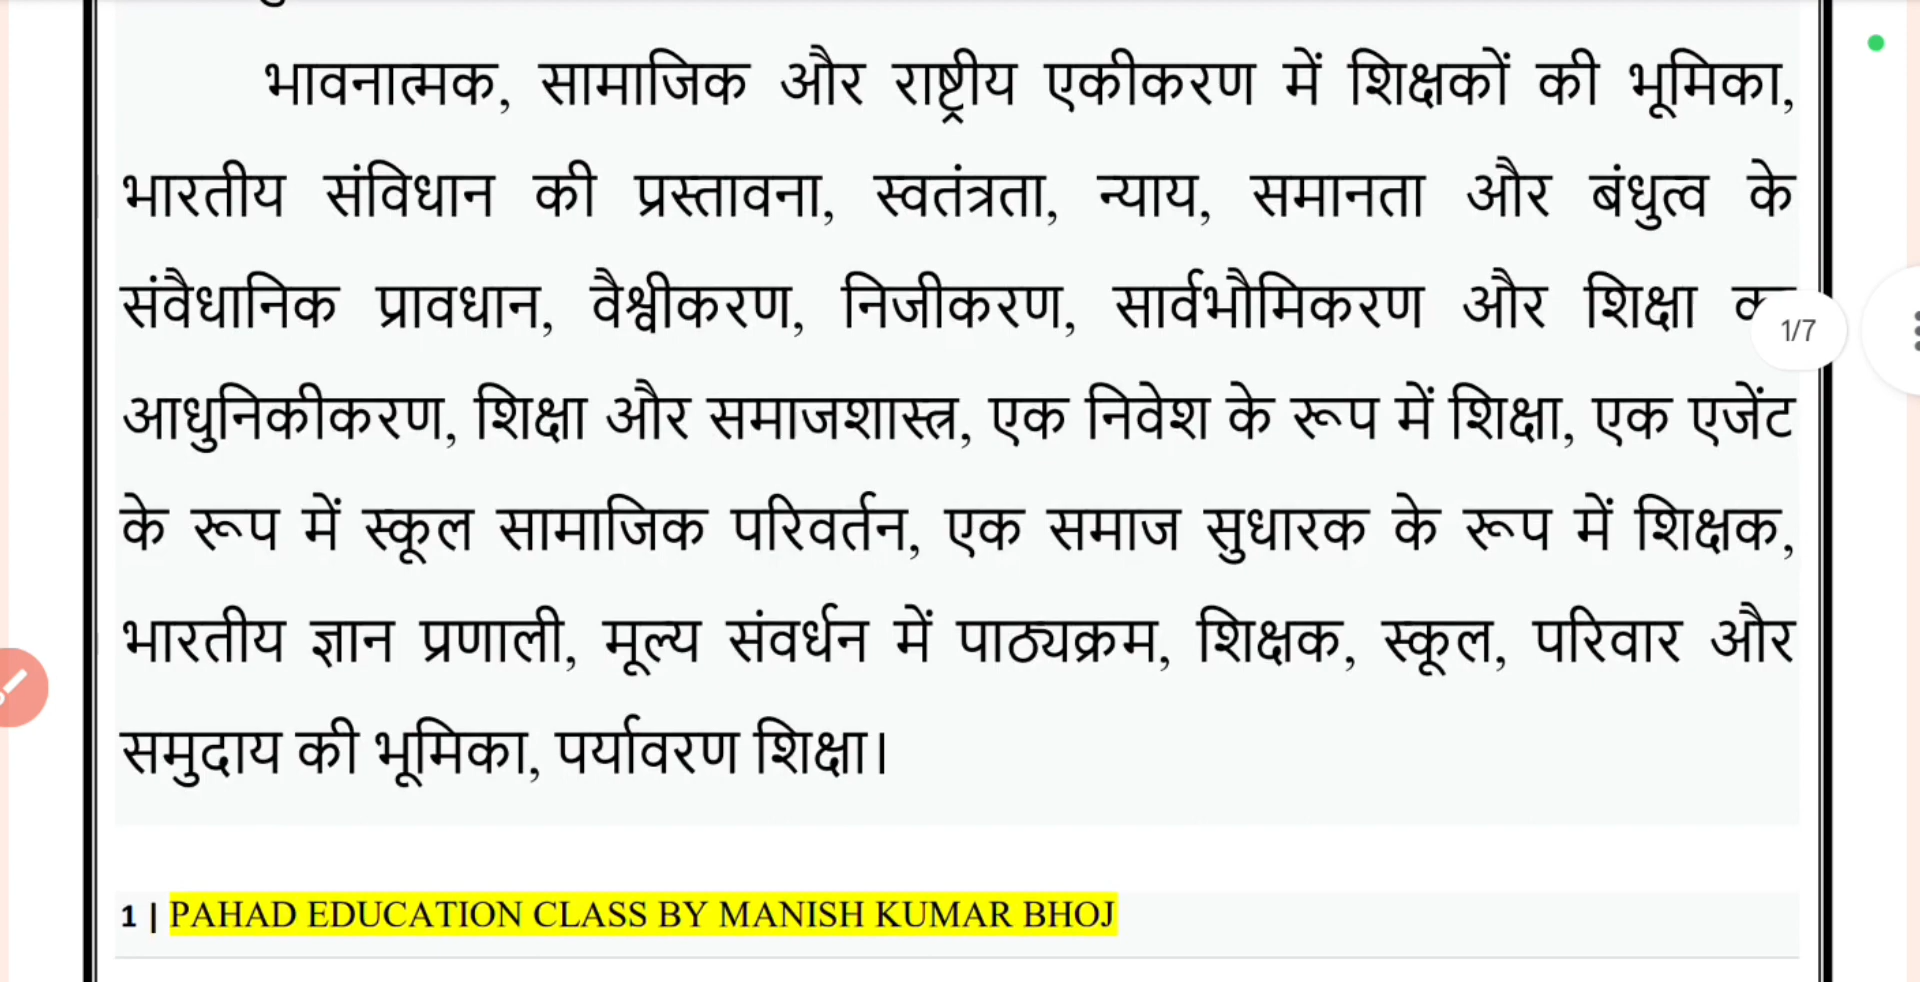 भावनात्मक, सामाजिक और राष्ट्रीय एकीकरण में शिक्षकों की भूमिका,
भारतीय संविधान की प्रस्तावना, स्वतंत्रता, न्याय, समानता और बंधुत्व के
संवैधानिक प्रावधान, वैश्वीकरण, निजीकरण, सार्वभौमिकरण और शिक्षा
1/7
आधुनिकीकरण, शिक्षा और समाजशास्त्र, एक निवेश के रूप में शिक्षा, एक एजेंट
के रूप में स्कूल सामाजिक परिवर्तन, एक समाज सुधारक के रूप में शिक्षक,
भारतीय ज्ञान प्रणाली, मूल्य संवर्धन में पाठ्यक्रम, शिक्षक, स्कूल, परिवार और
समुदाय की भूमिका, पर्यावरण शिक्षा।
1 | PAHAD EDUCATION CLASS BY MANISH KUMAR BHOJ